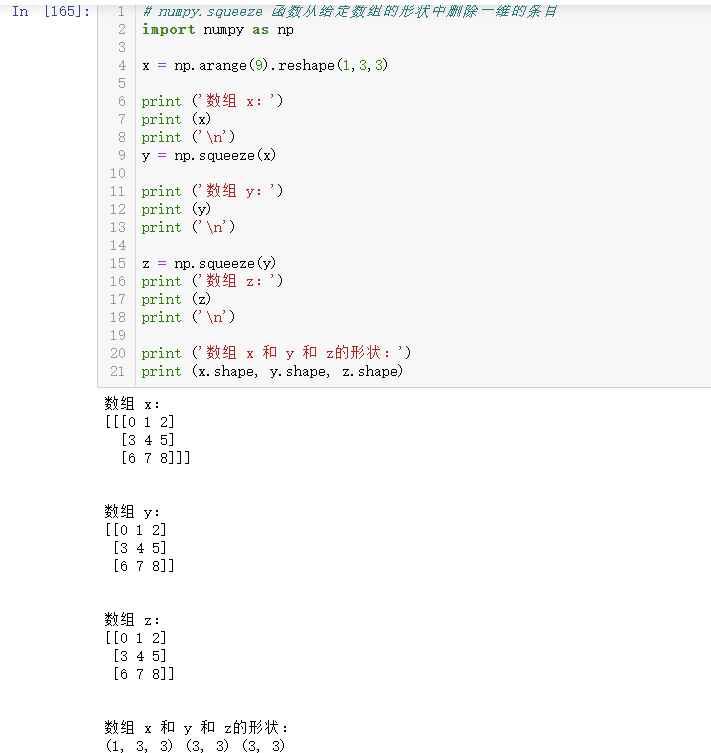 In [165]:
1 # numpy.squeeze 函数从给定数组的形状中删除一维的条目
2 import numpy as np
3
4 x = np.arange(9).reshape(1,3,3)
5
6 print ('数组 x：')
7 print (x)
8 print ('\n')
9 y = np.squeeze(x)
10
11 print ('数组 y：')
12 print (y)
13 print ('\n')
14
15 z = np.squeeze(y)
16 print ('数组 z：')
17 print (z)
18 print ('\n')
19
20 print ('数组 x 和 y 和 z的形状：')
21 print (x.shape, y.shape, z.shape)
数组 x：
[[[0 1 2]
[3 4 5]
[6 7 8]]]
数组 y：
[[0 1 2]
[3 4 5]
[6 7 8]]
数组 z：
[[0 1 2]
[3 4 5]
[6 7 8]]
数组 x 和 y 和 z的形状：
(1, 3, 3) (3, 3) (3, 3)